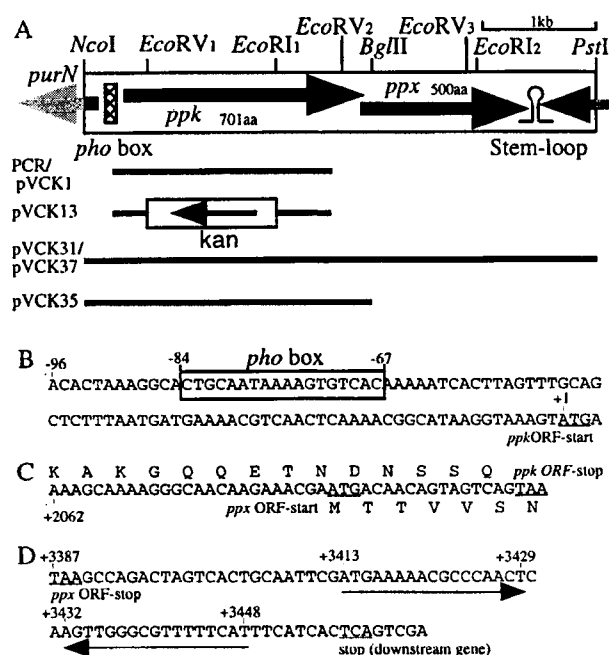 A
NcoI EcoRV1 EcoRI1 EcoRV2 BglII EcoRV3 1kb EcoRI2 PstI
purN
ppk 701aa
ppx 500aa
pho box
Stem-loop
PCR/
pVCK1
pVCK13
kan
pVCK31/
pVCK37
pVCK35
B
-96 -84 pho box -67
ACACTAAAGGCACTGCAATAAAAGTGTCACAAAAATCACTTAGTTTGCAG
+1
CTCTTTAATGATGAAAACGTCAACTCAAAACGGCATAAGGTAAAGTATGA
ppkORF-start
C
K A K G Q Q E T N D N S S Q ppk ORF-stop
AAAGCAAAAGGGCAACAAGAAACGAATGACAACAGTAGTCAGTAA
+2062 ppx ORF-start M T T V V S N
D
+3387 +3413 +3429
TAAGCCAGACTAGTCACTGCAATTCGATGAAAAACGCCCAACTC
ppx ORF-stop
+3432 +3448
AAGTTGGGCGTTTTTCATTTCATCACTCAGTCGA
stop (downstream gene)